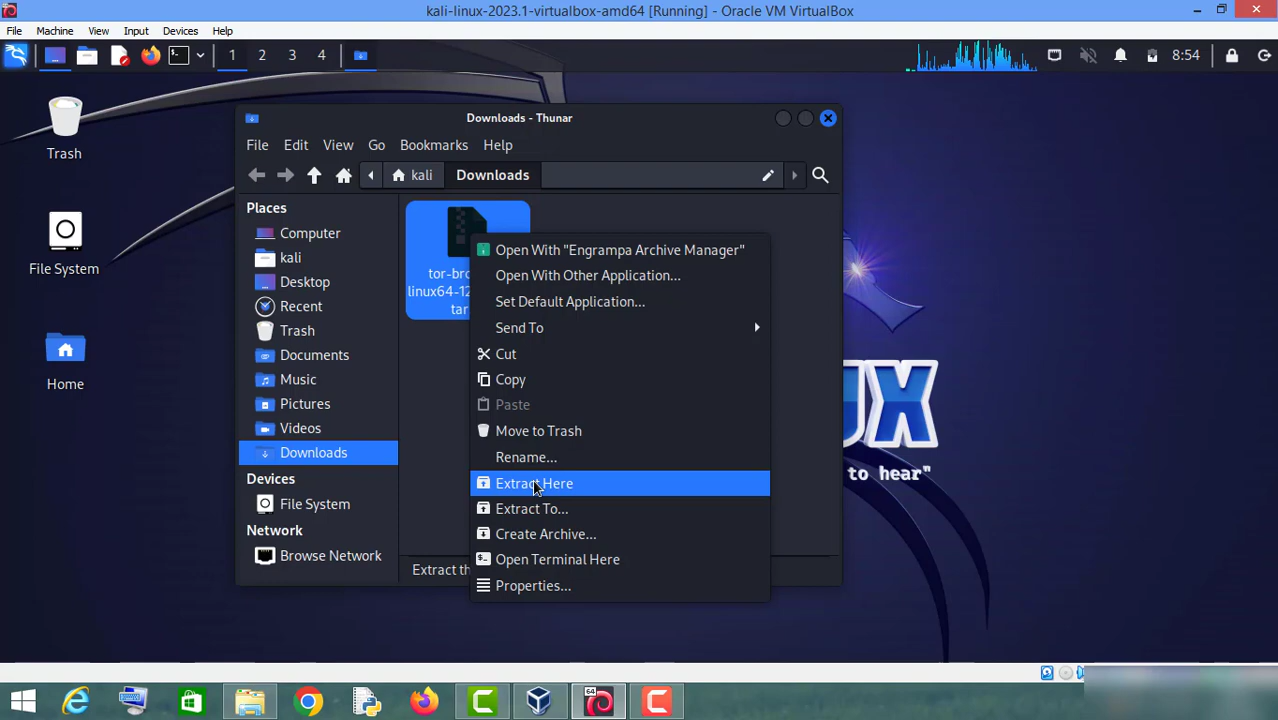 kali-linux-2023.1-virtualbox-amd64 [Running] - Oracle VM VirtualBox
File Machine View Input Devices Help
1 2 3 4 8:54
Trash
File System
Home
Downloads - Thunar
File Edit View Go Bookmarks Help
kali Downloads
Places
Computer
kali
Desktop
Recent
Trash
Documents
Music
Pictures
Videos
Downloads
Devices
File System
Network
Browse Network
tor-bro
linux64-12
tar
Extract th
Open With "Engrampa Archive Manager"
Open With Other Application...
Set Default Application...
Send To
Cut
Copy
Paste
Move to Trash
Rename...
Extract Here
Extract To...
Create Archive...
Open Terminal Here
Properties...
UX
to hear"
64